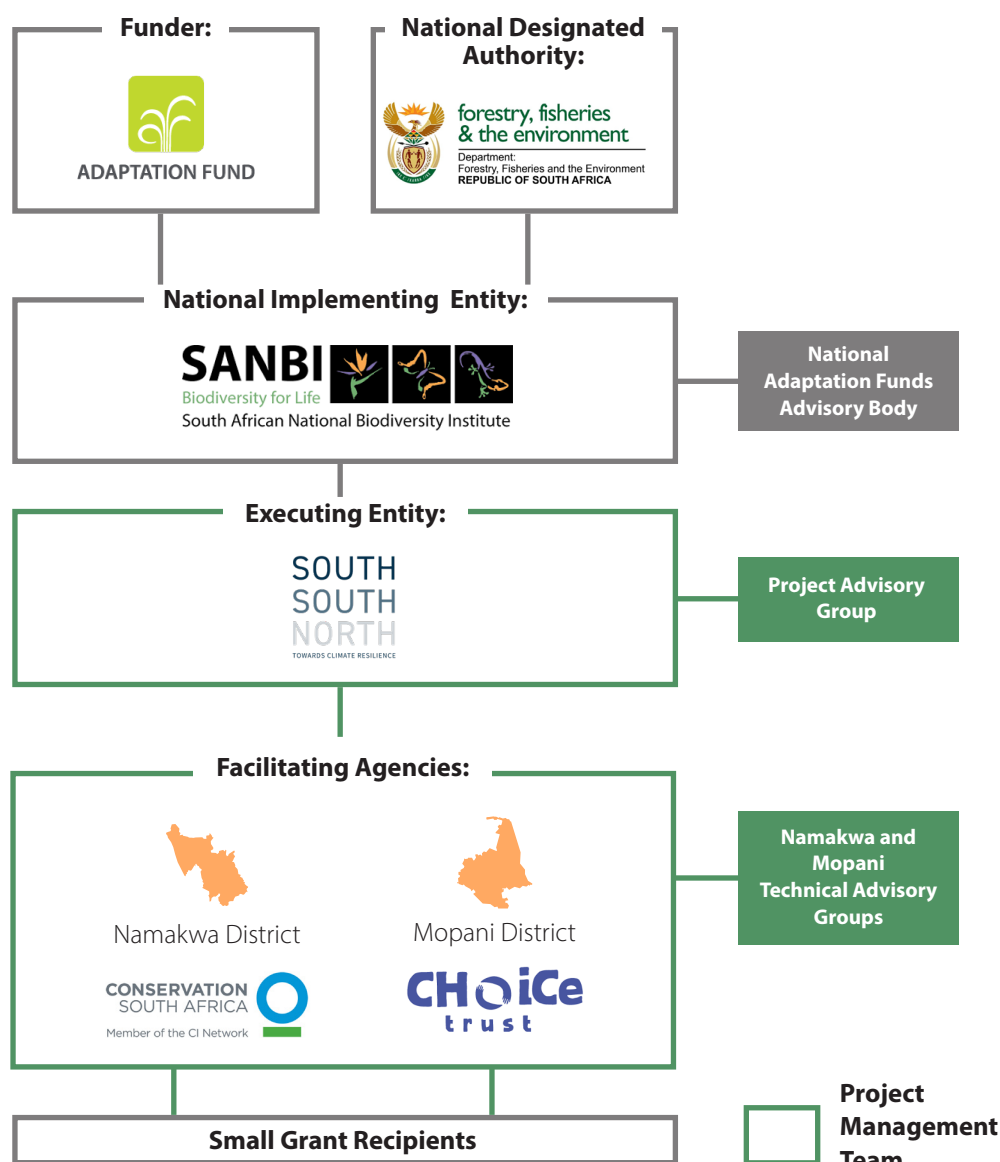 Funder:
ADAPTATION FUND
National Designated
Authority:
forestry, fisheries
& the environment
Department:
Forestry, Fisheries and the Environment
REPUBLIC OF SOUTH AFRICA
National Implementing Entity:
SANBI
Biodiversity for Life
South African National Biodiversity Institute
National
Adaptation Funds
Advisory Body
Executing Entity:
SOUTH
SOUTH
NORTH
TOWARDS CLIMATE RESILIENCE
Project Advisory
Group
Facilitating Agencies:
Namakwa District
CONSERVATION
SOUTH AFRICA
Member of the CI Network
Mopani District
CHOiCe
trust
Namakwa and
Mopani
Technical Advisory
Groups
Small Grant Recipients
Project
Management
Team